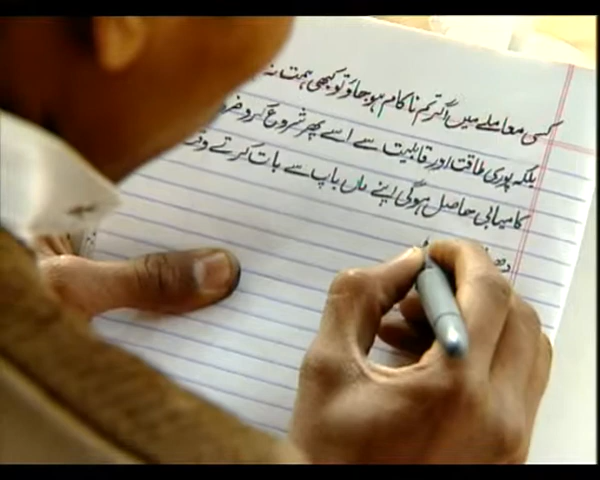 کسی معاملے میں اگر تم ناکام ہو جاؤ تو کبھی ہمت نہ
بلکہ پوری طاقت اور قابلیت سے اسے پھر شروع کرو
کامیابی حاصل ہوگی اپنے ماں باپ سے بات کرتے